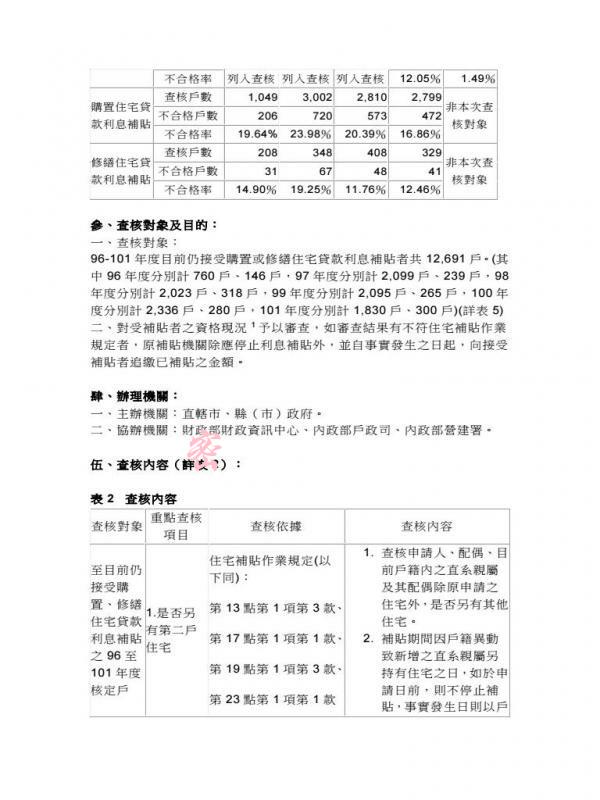 不合格率 列入查核 列入查核 列入查核 12.05% 1.49%
購置住宅貸款利息補貼 查核戶數 1,049 3,002 2,810 2,799 非本次查核對象
不合格戶數 206 720 573 472
不合格率 19.64% 23.98% 20.39% 16.86%
修繕住宅貸款利息補貼 查核戶數 208 348 408 329 非本次查核對象
不合格戶數 31 67 48 41
不合格率 14.90% 19.25% 11.76% 12.46%
參、查核對象及目的：
一、查核對象：
96-101 年度目前仍接受購置或修繕住宅貸款利息補貼者共 12,691 戶。(其
中 96 年度分別計 760 戶、146 戶，97 年度分別計 2,099 戶、239 戶，98
年度分別計 2,023 戶、318 戶，99 年度分別計 2,095 戶、265 戶，100 年
度分別計 2,336 戶、280 戶，101 年度分別計 1,830 戶、300 戶)(詳表 5)
二、對受補貼者之資格現況 1 予以審查，如審查結果有不符住宅補貼作業
規定者，原補貼機關除應停止利息補貼外，並自事實發生之日起，向接受
補貼者追繳已補貼之金額。
肆、辦理機關：
一、主辦機關：直轄市、縣（市）政府。
二、協辦機關：財政部財政資訊中心、內政部戶政司、內政部營建署。
伍、查核內容（詳表2）：
表 2 查核內容
查核對象 重點查核項目 查核依據 查核內容
至目前仍
接受購
置、修繕
住宅貸款
利息補貼
之 96 至
101 年度
核定戶
1.是否另
有第二戶
住宅
住宅補貼作業規定(以
下同)：
第 13 點第 1 項第 3 款、
第 17 點第 1 項第 1 款、
第 19 點第 1 項第 3 款、
第 23 點第 1 項第 1 款
1. 查核申請人、配偶、目
前戶籍內之直系親屬
及其配偶除原申請之
住宅外，是否另有其他
住宅。
2. 補貼期間因戶籍異動
致新增之直系親屬另
持有住宅之日，如於申
請日前，則不停止補
貼，事實發生日則以戶